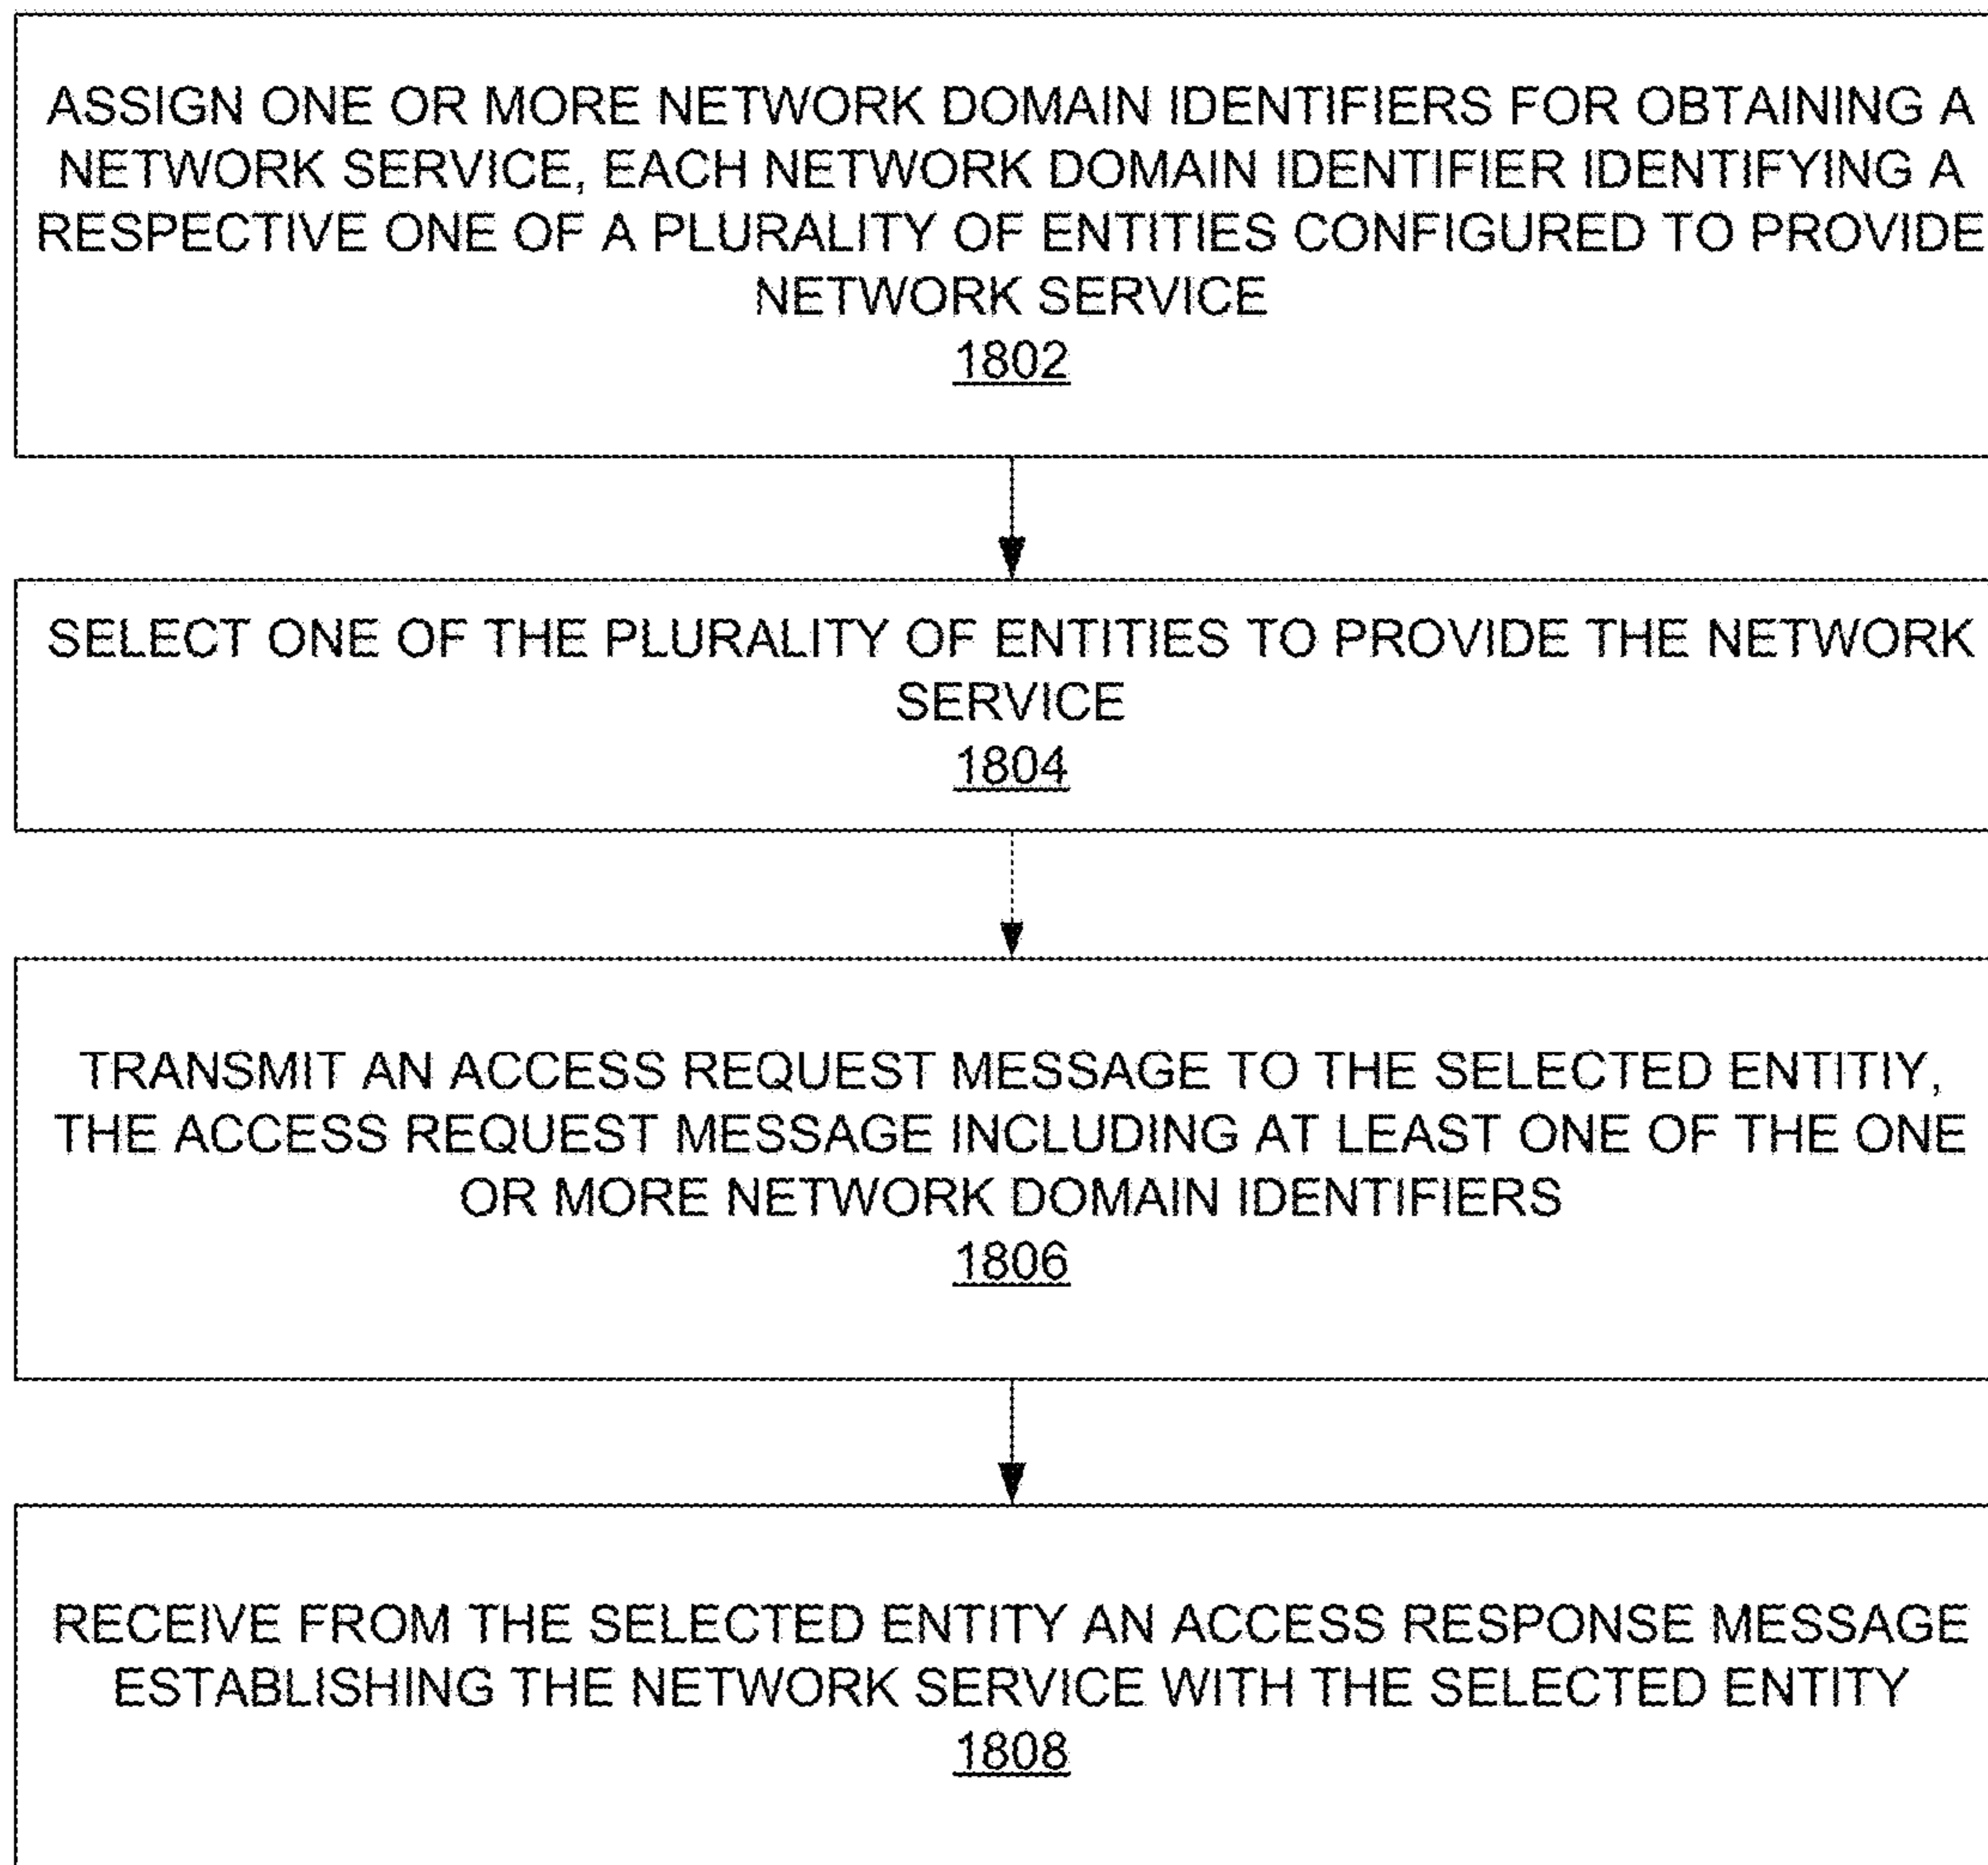 ASSIGN ONE OR MORE NETWORK DOMAIN IDENTIFIERS FOR OBTAINING A
NETWORK SERVICE, EACH NETWORK DOMAIN IDENTIFIER IDENTIFYING A
RESPECTIVE ONE OF A PLURALITY OF ENTITIES CONFIGURED TO PROVIDE
NETWORK SERVICE
1802
SELECT ONE OF THE PLURALITY OF ENTITIES TO PROVIDE THE NETWORK
SERVICE
1804
TRANSMIT AN ACCESS REQUEST MESSAGE TO THE SELECTED ENTITIY,
THE ACCESS REQUEST MESSAGE INCLUDING AT LEAST ONE OF THE ONE
OR MORE NETWORK DOMAIN IDENTIFIERS
1806
RECEIVE FROM THE SELECTED ENTITY AN ACCESS RESPONSE MESSAGE
ESTABLISHING THE NETWORK SERVICE WITH THE SELECTED ENTITY
1808